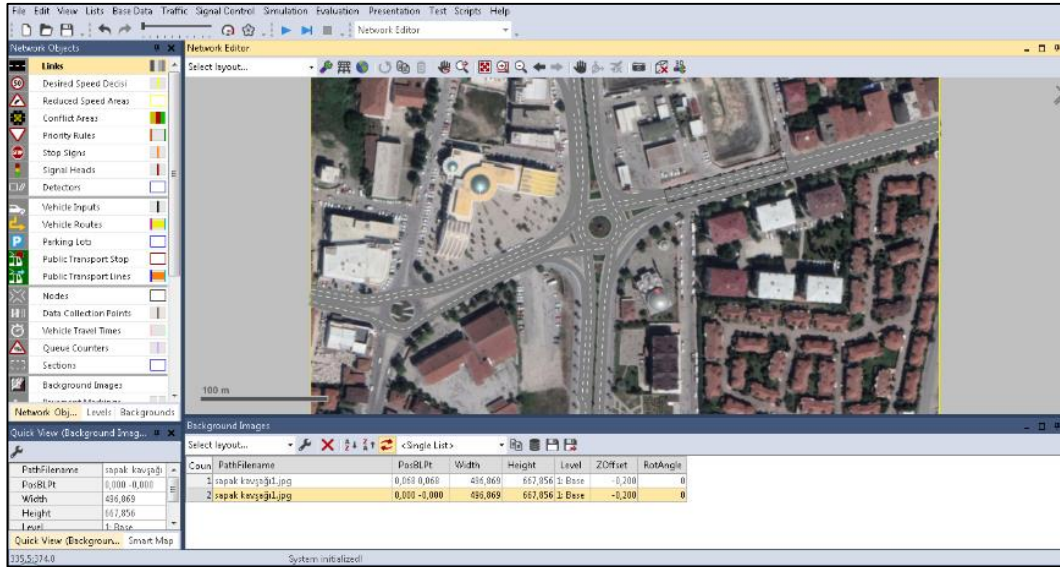 File Edit View Lists Base Data Traffic Signal Control Simulation Evaluation Presentation Test Scripts Help
Network Editor
Network Objects
Network Editor
Select layout...
Links
Desired Speed Decisi
Reduced Speed Areas
Conflict Areas
Priority Rules
Stop Signs
Signal Heads
Detectors
Vehicle Inputs
Vehicle Routes
Parking Lots
Public Transport Stop
Public Transport Lines
Nodes
Data Collection Points
Vehicle Travel Times
Queue Counters
Sections
Background Images
100 m
Network Obj... Levels Backgrounds
Quick View (Background Imag...
PathFilename sapak kavşağı
PosBLPt 0,000 -0,000
Width 436,869
Height 667,856
Level 1: Base
Quick View (Backgroun... Smart Map
Background Images
Select layout... <Single List>
Coun PathFilename PosBLPt Width Height Level ZOffset RotAngle
1 sapak kavşağı1.jpg 0,068 0,068 436,869 667,856 1: Base -0,200 0
2 sapak kavşağı1.jpg 0,000 -0,000 436,869 667,856 1: Base -0,200 0
335,5:374.0 System initialized!